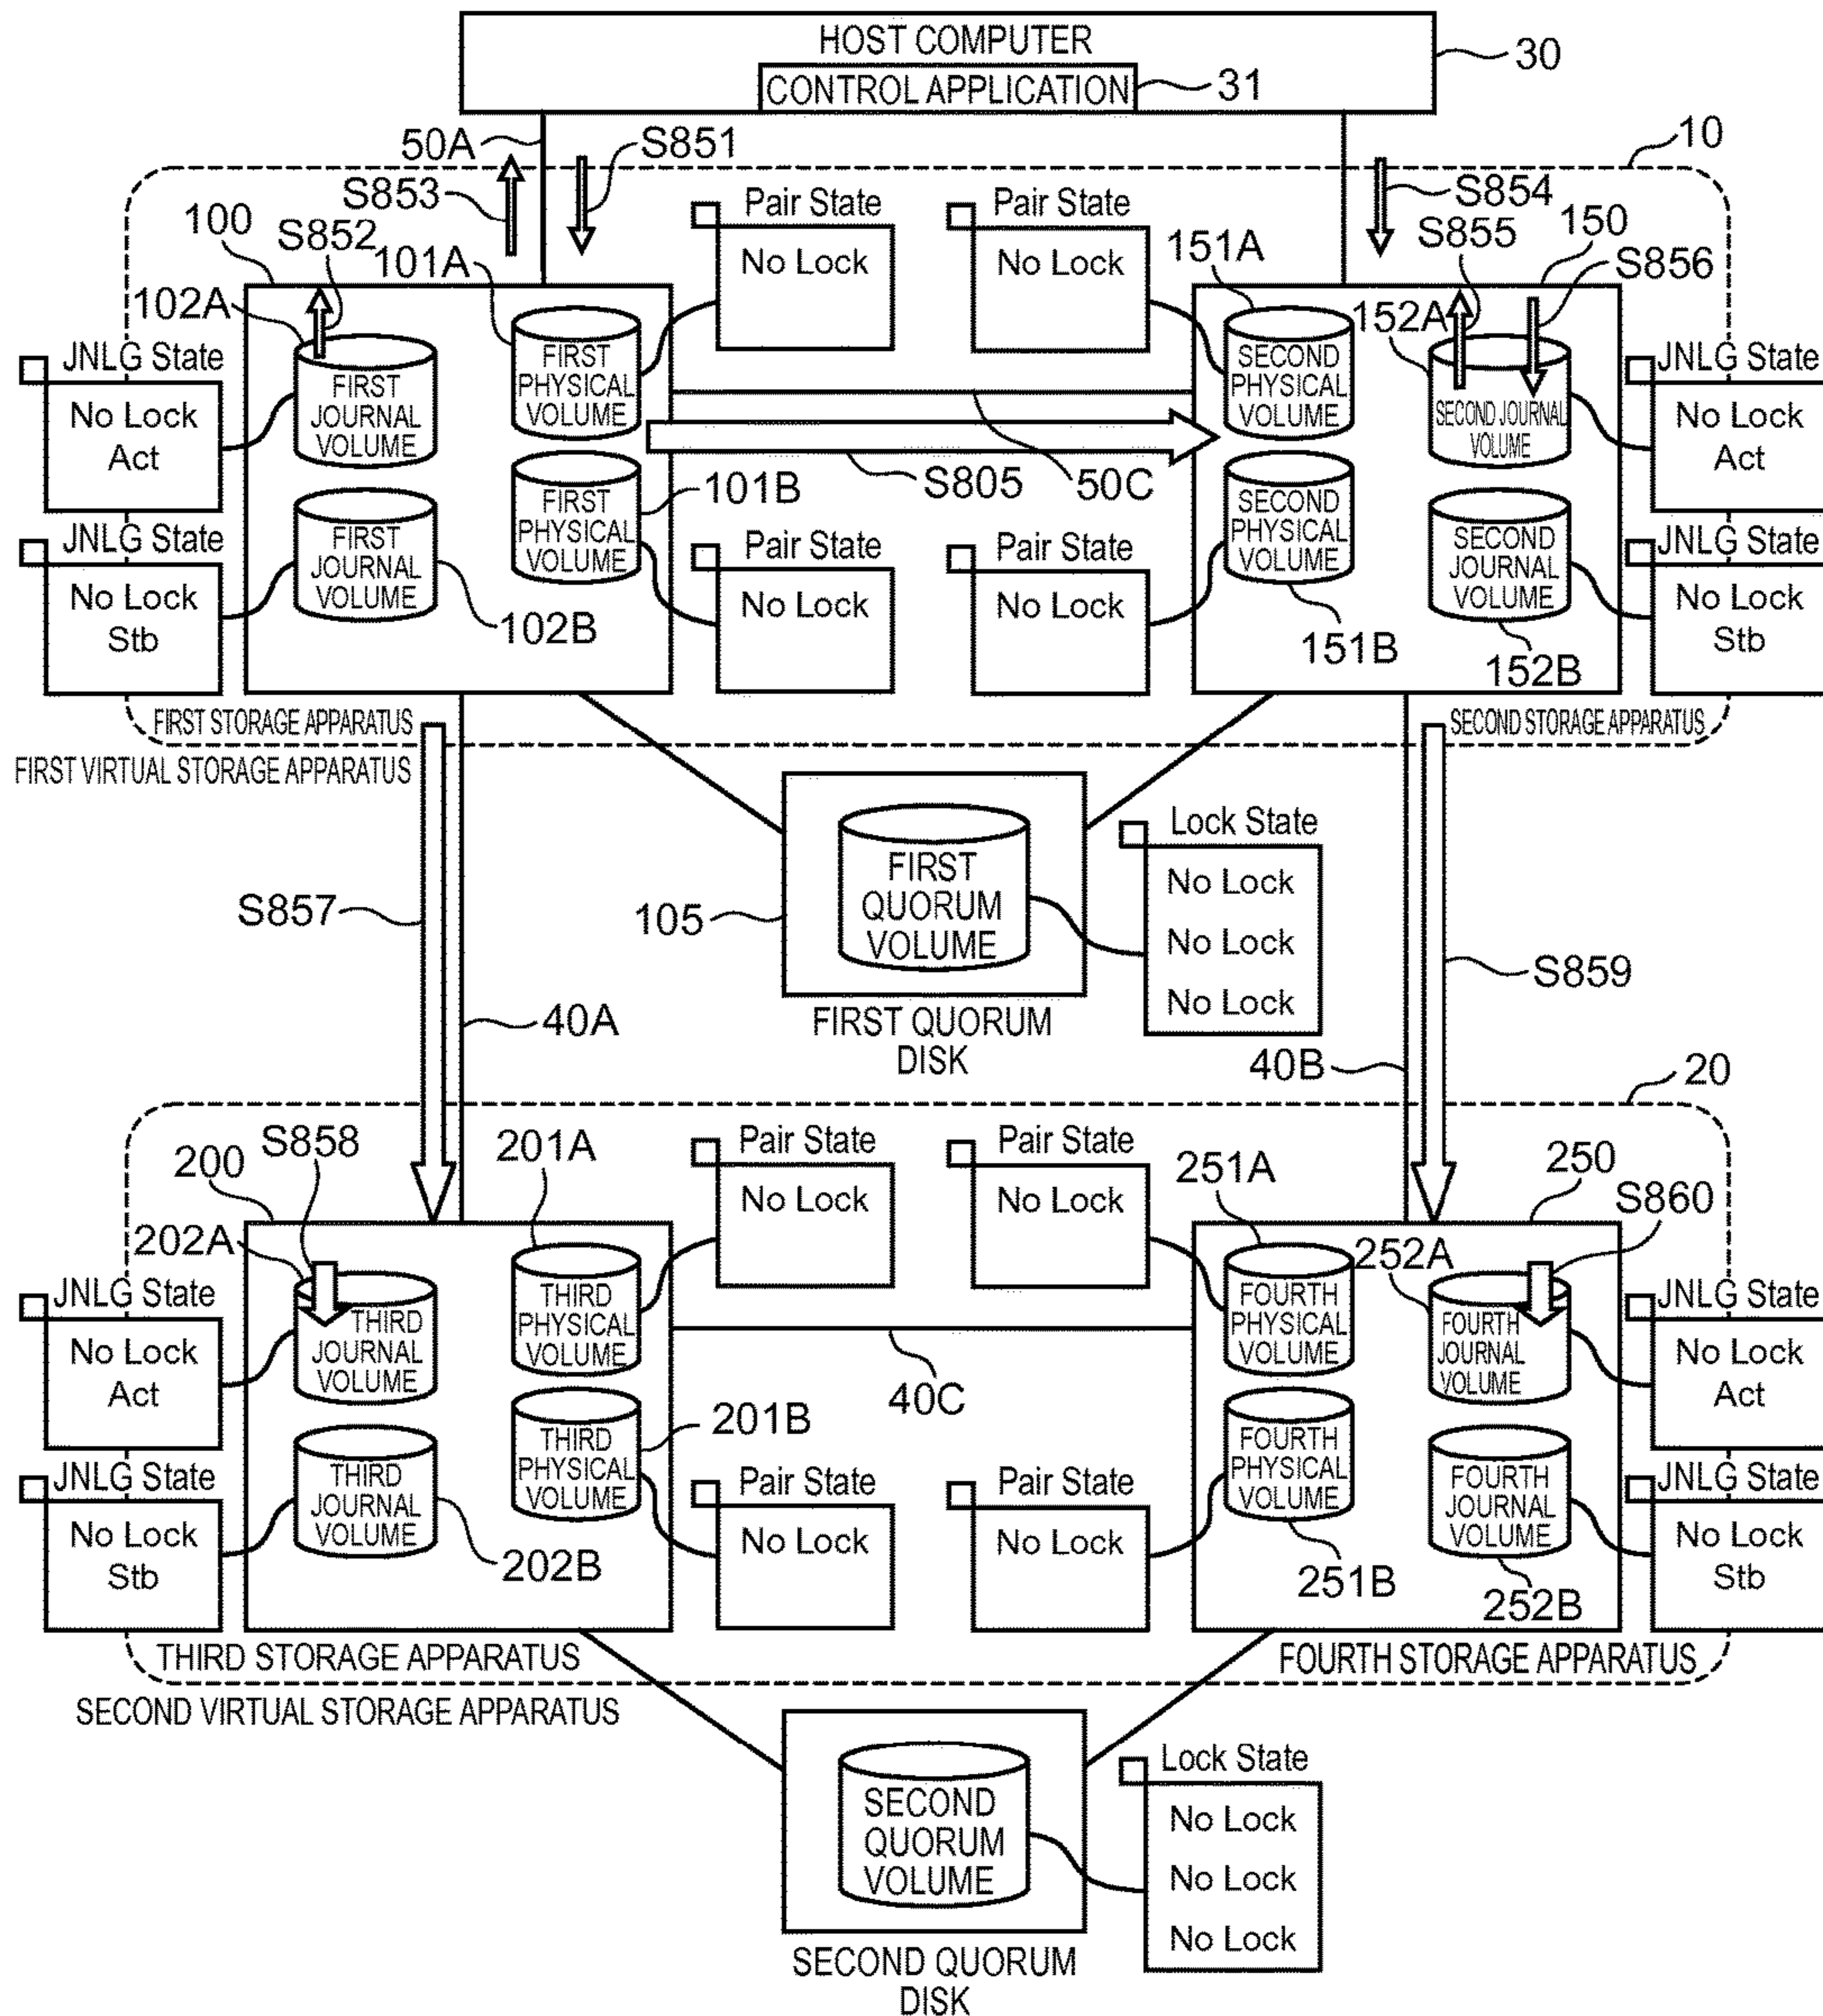 HOST COMPUTER
30
CONTROL APPLICATION
31
50A
S851
10
S853
S854
100
S852
101A
Pair State
No Lock
Pair State
No Lock
151A
S855
150
S856
102A
152A
JNLG State
No Lock
Act
FIRST
JOURNAL
VOLUME
FIRST
PHYSICAL
VOLUME
SECOND
PHYSICAL
VOLUME
SECOND JOURNAL
VOLUME
JNLG State
No Lock
Act
S805
50C
101B
JNLG State
No Lock
Stb
FIRST
JOURNAL
VOLUME
102B
FIRST
PHYSICAL
VOLUME
Pair State
No Lock
Pair State
No Lock
SECOND
PHYSICAL
VOLUME
151B
SECOND
JOURNAL
VOLUME
152B
JNLG State
No Lock
Stb
FIRST STORAGE APPARATUS
SECOND STORAGE APPARATUS
FIRST VIRTUAL STORAGE APPARATUS
S857
105
FIRST
QUORUM
VOLUME
Lock State
No Lock
No Lock
No Lock
S859
40A
FIRST QUORUM
DISK
40B
20
200
S858
201A
Pair State
No Lock
Pair State
No Lock
251A
250
S860
202A
252A
JNLG State
No Lock
Act
THIRD
JOURNAL
VOLUME
THIRD
PHYSICAL
VOLUME
FOURTH
PHYSICAL
VOLUME
FOURTH
JOURNAL
VOLUME
JNLG State
No Lock
Act
40C
201B
JNLG State
No Lock
Stb
THIRD
JOURNAL
VOLUME
202B
THIRD
PHYSICAL
VOLUME
Pair State
No Lock
Pair State
No Lock
FOURTH
PHYSICAL
VOLUME
251B
FOURTH
JOURNAL
VOLUME
252B
JNLG State
No Lock
Stb
THIRD STORAGE APPARATUS
FOURTH STORAGE APPARATUS
SECOND VIRTUAL STORAGE APPARATUS
SECOND
QUORUM
VOLUME
Lock State
No Lock
No Lock
No Lock
SECOND QUORUM
DISK